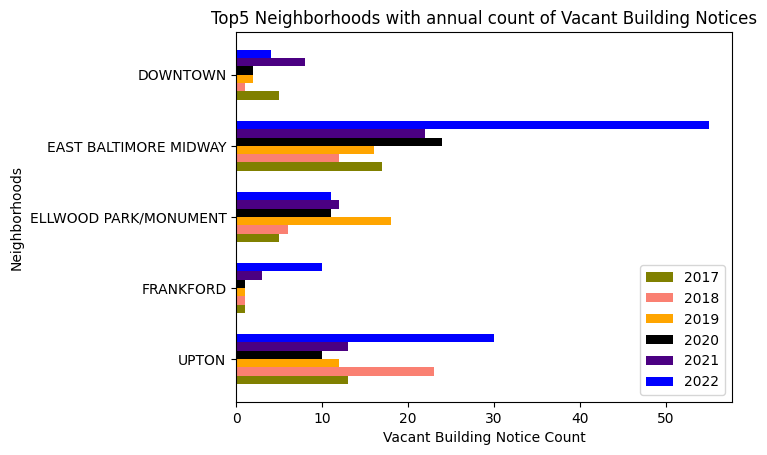 Top5 Neighborhoods with annual count of Vacant Building Notices
DOWNTOWN
EAST BALTIMORE MIDWAY
ELLWOOD PARK/MONUMENT
FRANKFORD
UPTON
Neighborhoods
2017
2018
2019
2020
2021
2022
0 10 20 30 40 50
Vacant Building Notice Count